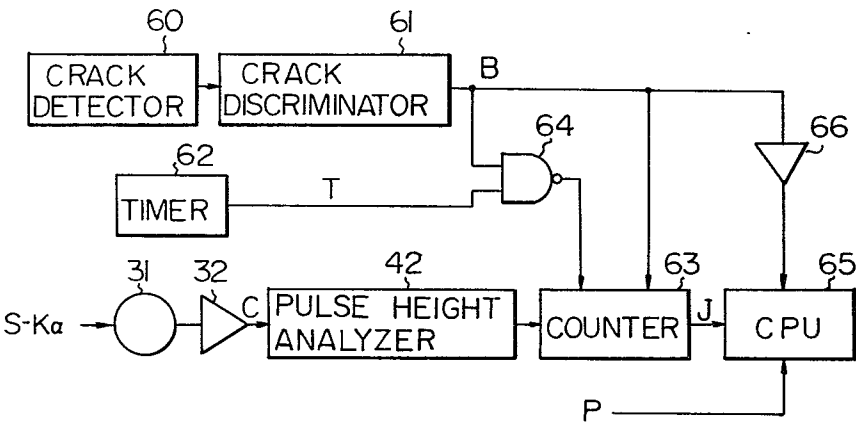 60
61
CRACK
DETECTOR
CRACK
DISCRIMINATOR
B
64
66
62
TIMER
T
31
32
42
63
65
S-Kα
C
PULSE HEIGHT
ANALYZER
COUNTER
J
CPU
P